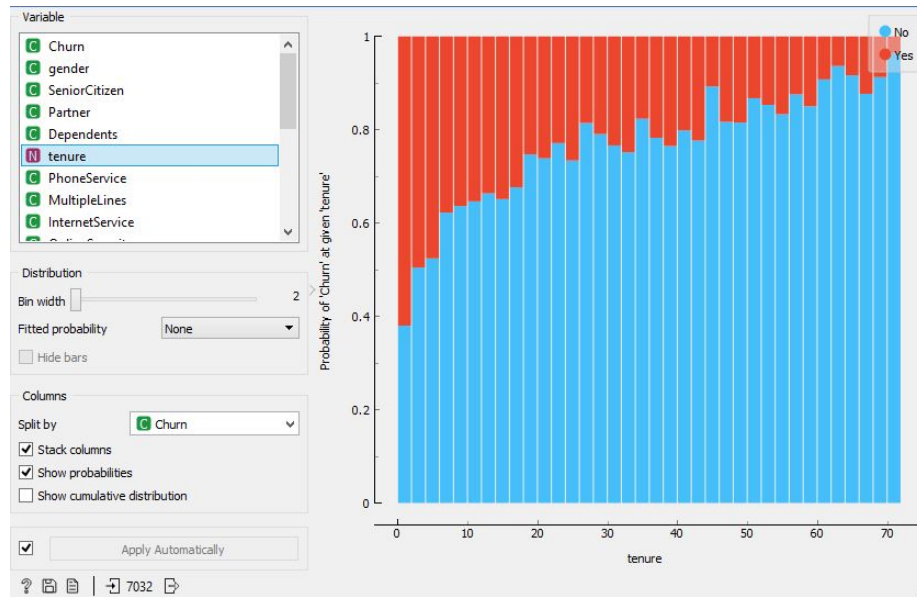 Variable
C Churn
C gender
C SeniorCitizen
C Partner
C Dependents
N tenure
C PhoneService
C MultipleLines
C InternetService
Distribution
Bin width 2
Fitted probability None
Hide bars
Columns
Split by C Churn
Stack columns
Show probabilities
Show cumulative distribution
Apply Automatically
? 7032
Probability of 'Churn' at given 'tenure'
1
0.8
0.6
0.4
0.2
0
0 10 20 30 40 50 60 70
tenure
No
Yes